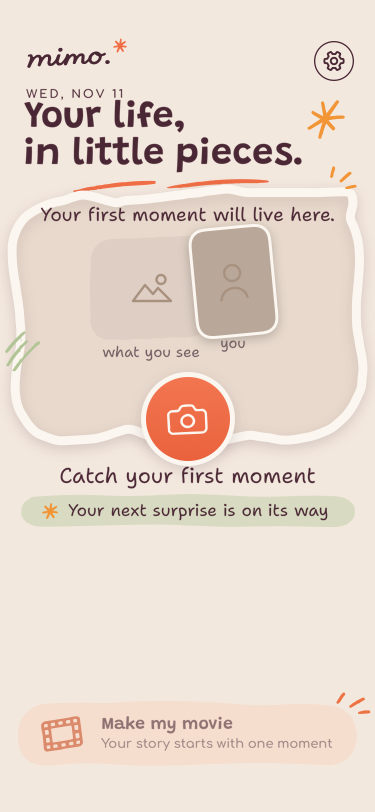 mimo.
WED, NOV 11
Your life,
in little pieces.
Your first moment will live here.
what you see
you
Catch your first moment
Your next surprise is on its way
Make my movie
Your story starts with one moment